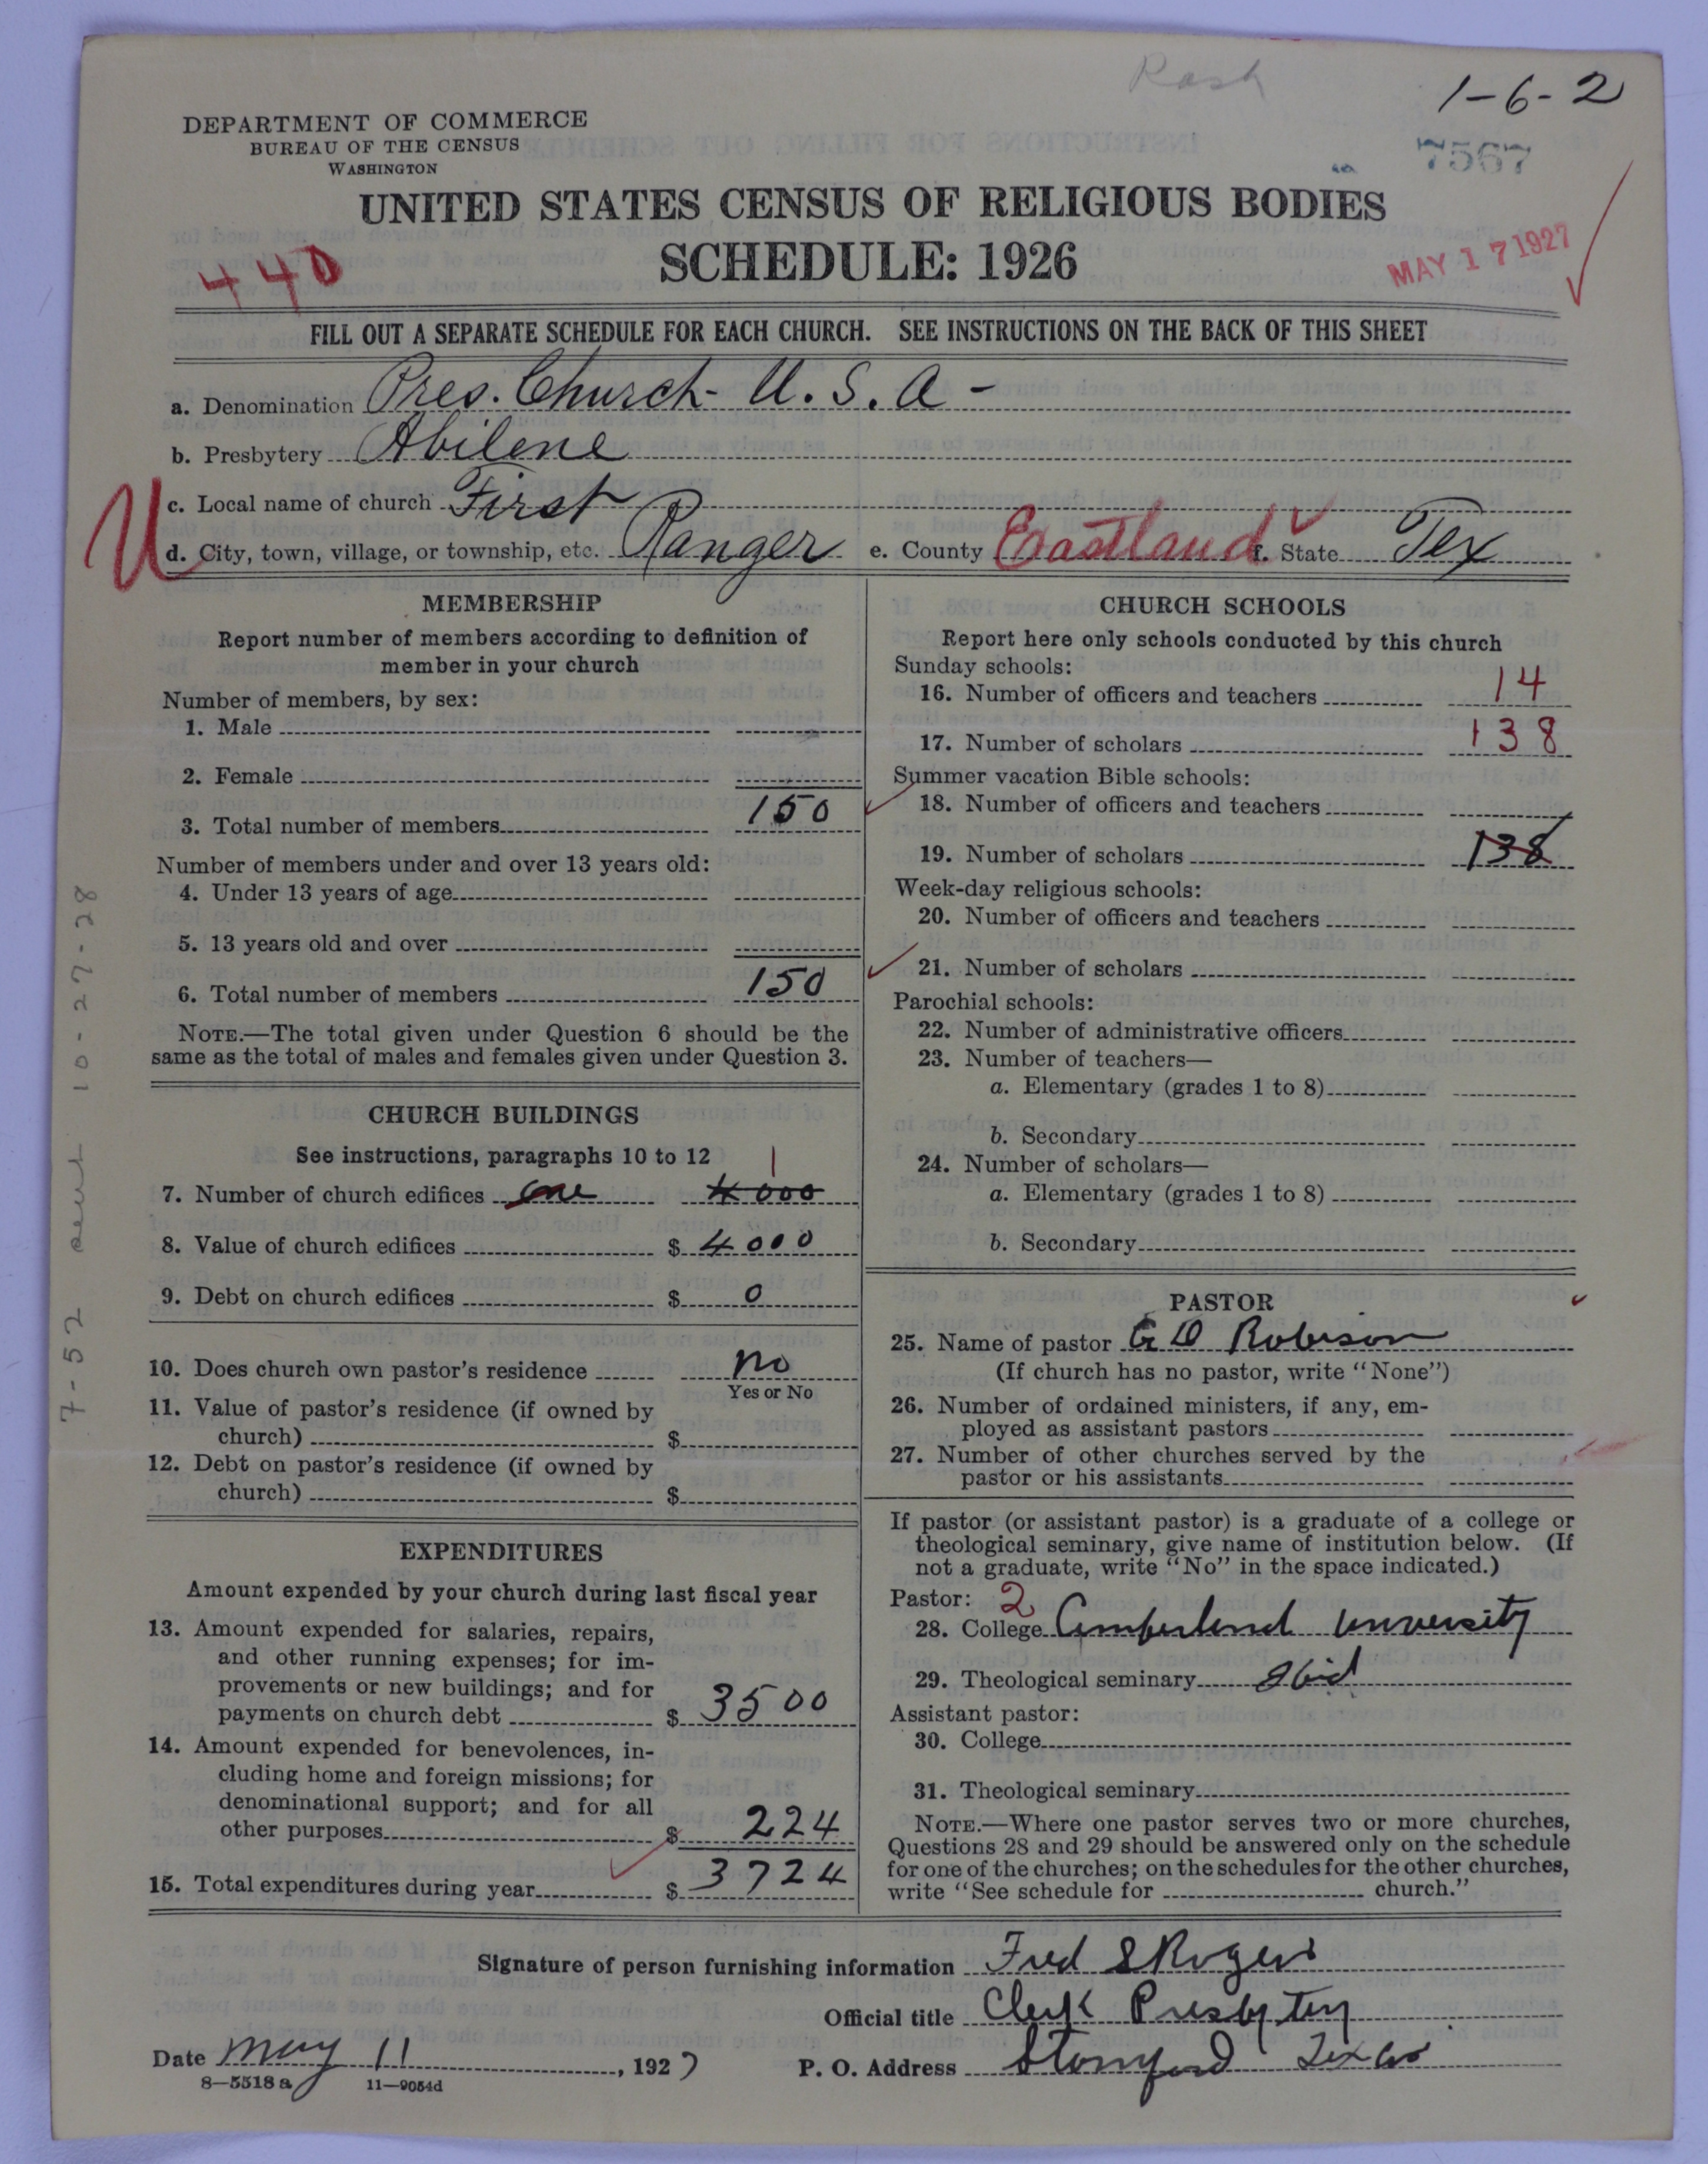 Rash
1-6-2
DEPARTMENT OF COMMERCE
BUREAU OF THE CENSUS
WASHINGTON
7567
UNITED STATES CENSUS OF RELIGIOUS BODIES
SCHEDULE: 1926
440
MAY 17 1927
FILL OUT A SEPARATE SCHEDULE FOR EACH CHURCH. SEE INSTRUCTIONS ON THE BACK OF THIS SHEET
a. Denomination Pres. Church- U. S. A -
b. Presbytery Abilene
c. Local name of church First
U
d. City, town, village, or township, etc. Ranger e. County Eastland f. State Tex
MEMBERSHIP
Report number of members according to definition of
member in your church
Number of members, by sex:
1. Male
2. Female
3. Total number of members 150
Number of members under and over 13 years old:
4. Under 13 years of age
5. 13 years old and over
6. Total number of members 150
NOTE.—The total given under Question 6 should be the
same as the total of males and females given under Question 3.
CHURCH BUILDINGS
See instructions, paragraphs 10 to 12
1
7. Number of church edifices one 4000
8. Value of church edifices $ 4000
9. Debt on church edifices $ 0
10. Does church own pastor's residence no
Yes or No
11. Value of pastor's residence (if owned by
church) $
12. Debt on pastor's residence (if owned by
church) $
EXPENDITURES
Amount expended by your church during last fiscal year
13. Amount expended for salaries, repairs,
and other running expenses; for im-
provements or new buildings; and for
payments on church debt $ 3500
14. Amount expended for benevolences, in-
cluding home and foreign missions; for
denominational support; and for all
other purposes $ 224
15. Total expenditures during year $ 3724
CHURCH SCHOOLS
Report here only schools conducted by this church
Sunday schools:
16. Number of officers and teachers 14
17. Number of scholars 138
Summer vacation Bible schools:
18. Number of officers and teachers
19. Number of scholars 138
Week-day religious schools:
20. Number of officers and teachers
21. Number of scholars
Parochial schools:
22. Number of administrative officers
23. Number of teachers—
a. Elementary (grades 1 to 8)
b. Secondary
24. Number of scholars—
a. Elementary (grades 1 to 8)
b. Secondary
PASTOR
25. Name of pastor G D Robison
(If church has no pastor, write "None")
26. Number of ordained ministers, if any, em-
ployed as assistant pastors
27. Number of other churches served by the
pastor or his assistants
If pastor (or assistant pastor) is a graduate of a college or
theological seminary, give name of institution below. (If
not a graduate, write "No" in the space indicated.)
Pastor: 2
28. College Cumberland University
29. Theological seminary Ibid
Assistant pastor:
30. College
31. Theological seminary
NOTE.—Where one pastor serves two or more churches,
Questions 28 and 29 should be answered only on the schedule
for one of the churches; on the schedules for the other churches,
write "See schedule for church."
Signature of person furnishing information Fred S Rogers
Official title Clerk Presbytery
Date May 11, 1927 P. O. Address Stamford Texas
8-5518a 11-9054d
7-52 10-27-28